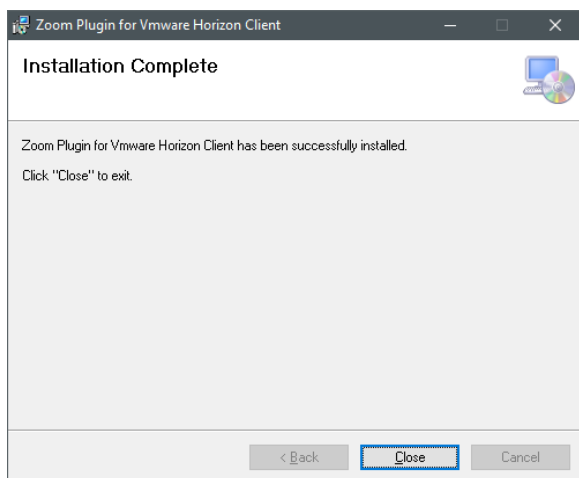 Zoom Plugin for Vmware Horizon Client
Installation Complete
Zoom Plugin for Vmware Horizon Client has been successfully installed.
Click "Close" to exit.
< Back
Close
Cancel